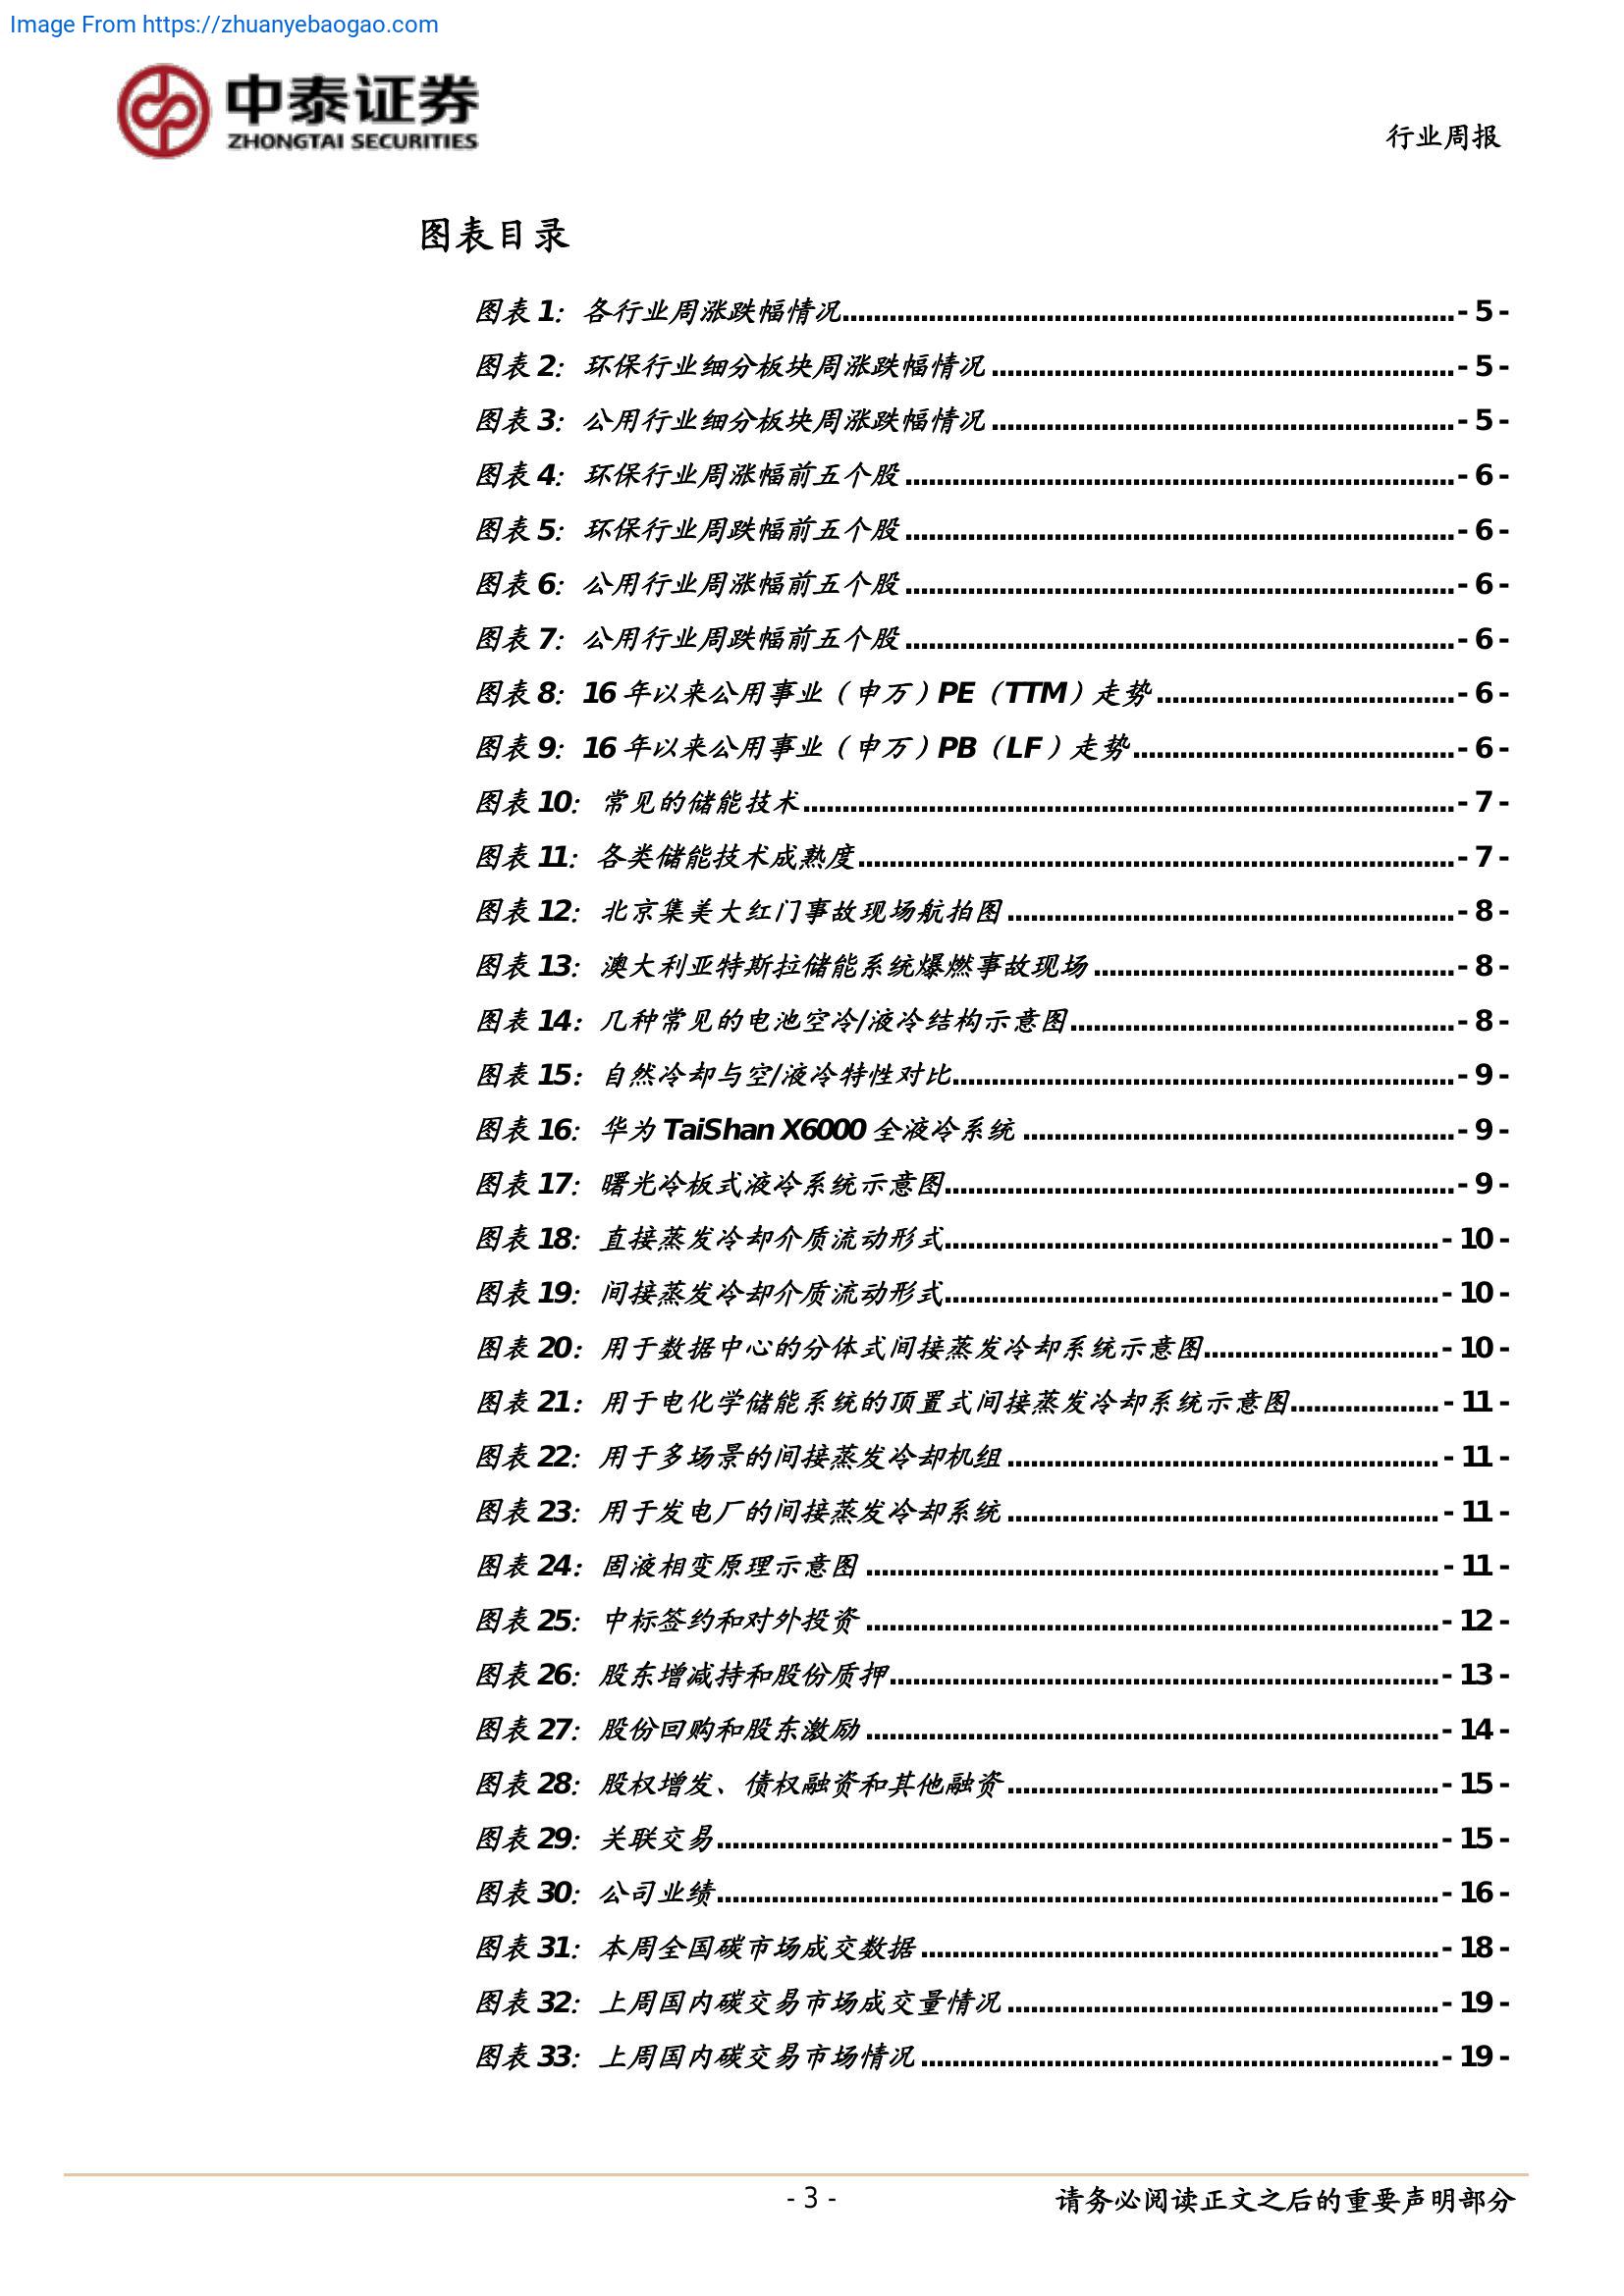 Image From https://zhuanyebaogao.com
中泰证券
ZHONGTAI SECURITIES
行业周报
图表目录
图表 1：各行业周涨跌幅情况 - 5 -
图表 2：环保行业细分板块周涨跌幅情况 - 5 -
图表 3：公用行业细分板块周涨跌幅情况 - 5 -
图表 4：环保行业周涨幅前五个股 - 6 -
图表 5：环保行业周跌幅前五个股 - 6 -
图表 6：公用行业周涨幅前五个股 - 6 -
图表 7：公用行业周跌幅前五个股 - 6 -
图表 8：16 年以来公用事业（申万）PE（TTM）走势 - 6 -
图表 9：16 年以来公用事业（申万）PB（LF）走势 - 6 -
图表 10：常见的储能技术 - 7 -
图表 11：各类储能技术成熟度 - 7 -
图表 12：北京集美大红门事故现场航拍图 - 8 -
图表 13：澳大利亚特斯拉储能系统爆燃事故现场 - 8 -
图表 14：几种常见的电池空冷/液冷结构示意图 - 8 -
图表 15：自然冷却与空/液冷特性对比 - 9 -
图表 16：华为 TaiShan X6000 全液冷系统 - 9 -
图表 17：曙光冷板式液冷系统示意图 - 9 -
图表 18：直接蒸发冷却介质流动形式 - 10 -
图表 19：间接蒸发冷却介质流动形式 - 10 -
图表 20：用于数据中心的分体式间接蒸发冷却系统示意图 - 10 -
图表 21：用于电化学储能系统的顶置式间接蒸发冷却系统示意图 - 11 -
图表 22：用于多场景的间接蒸发冷却机组 - 11 -
图表 23：用于发电厂的间接蒸发冷却系统 - 11 -
图表 24：固液相变原理示意图 - 11 -
图表 25：中标签约和对外投资 - 12 -
图表 26：股东增减持和股份质押 - 13 -
图表 27：股份回购和股东激励 - 14 -
图表 28：股权增发、债权融资和其他融资 - 15 -
图表 29：关联交易 - 15 -
图表 30：公司业绩 - 16 -
图表 31：本周全国碳市场成交数据 - 18 -
图表 32：上周国内碳交易市场成交量情况 - 19 -
图表 33：上周国内碳交易市场情况 - 19 -
- 3 -
请务必阅读正文之后的重要声明部分